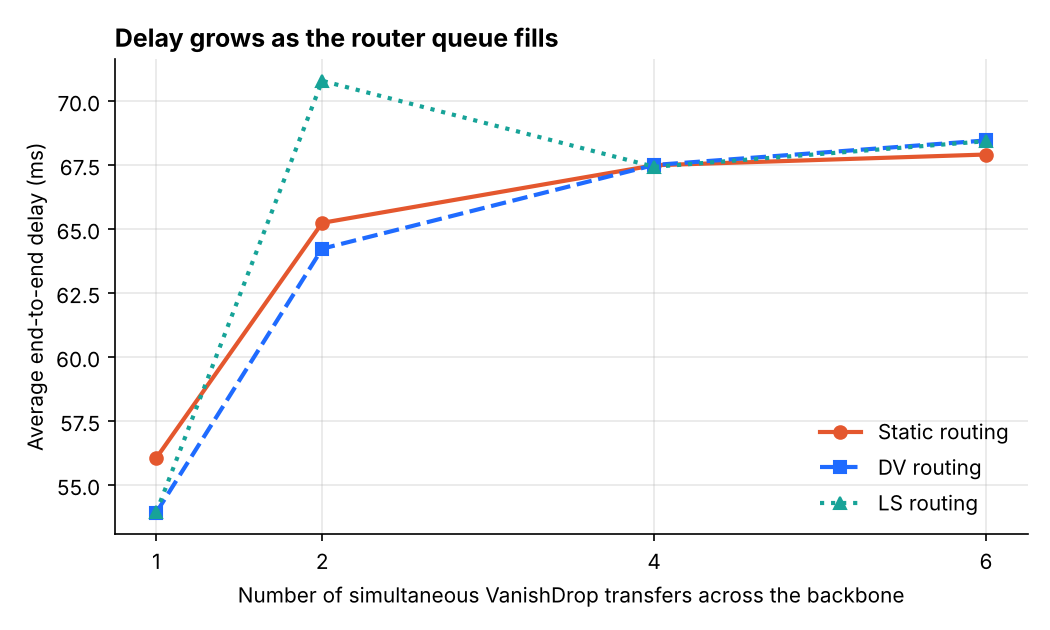 Delay grows as the router queue fills
Average end-to-end delay (ms)
70.0
67.5
65.0
62.5
60.0
57.5
55.0
Static routing
DV routing
LS routing
1 2 4 6
Number of simultaneous VanishDrop transfers across the backbone